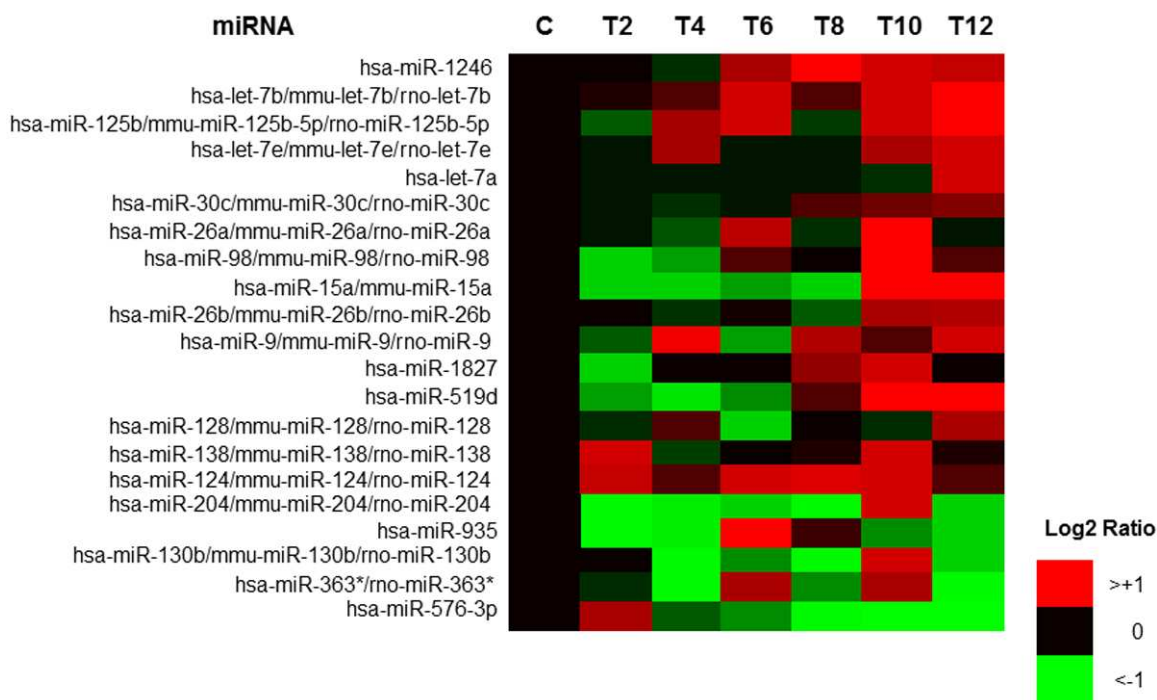 miRNA C T2 T4 T6 T8 T10 T12
hsa-miR-1246
hsa-let-7b/mmu-let-7b/rno-let-7b
hsa-miR-125b/mmu-miR-125b-5p/rno-miR-125b-5p
hsa-let-7e/mmu-let-7e/rno-let-7e
hsa-let-7a
hsa-miR-30c/mmu-miR-30c/rno-miR-30c
hsa-miR-26a/mmu-miR-26a/rno-miR-26a
hsa-miR-98/mmu-miR-98/rno-miR-98
hsa-miR-15a/mmu-miR-15a
hsa-miR-26b/mmu-miR-26b/rno-miR-26b
hsa-miR-9/mmu-miR-9/rno-miR-9
hsa-miR-1827
hsa-miR-519d
hsa-miR-128/mmu-miR-128/rno-miR-128
hsa-miR-138/mmu-miR-138/rno-miR-138
hsa-miR-124/mmu-miR-124/rno-miR-124
hsa-miR-204/mmu-miR-204/rno-miR-204
hsa-miR-935
hsa-miR-130b/mmu-miR-130b/rno-miR-130b
hsa-miR-363*/rno-miR-363*
hsa-miR-576-3p
Log2 Ratio
>+1
0
<-1